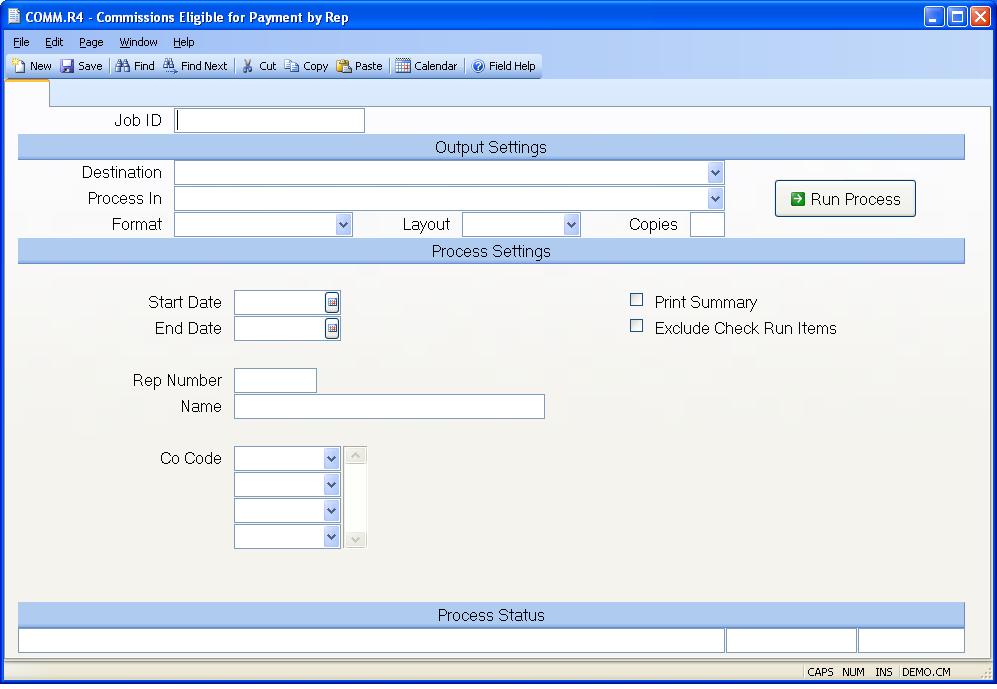 COMM.R4 - Commissions Eligible for Payment by Rep
File Edit Page Window Help
New Save Find Find Next Cut Copy Paste Calendar Field Help
Job ID
Output Settings
Destination
Process In
Run Process
Format Layout Copies
Process Settings
Start Date Print Summary
End Date Exclude Check Run Items
Rep Number
Name
Co Code
Process Status
CAPS NUM INS DEMO.CM